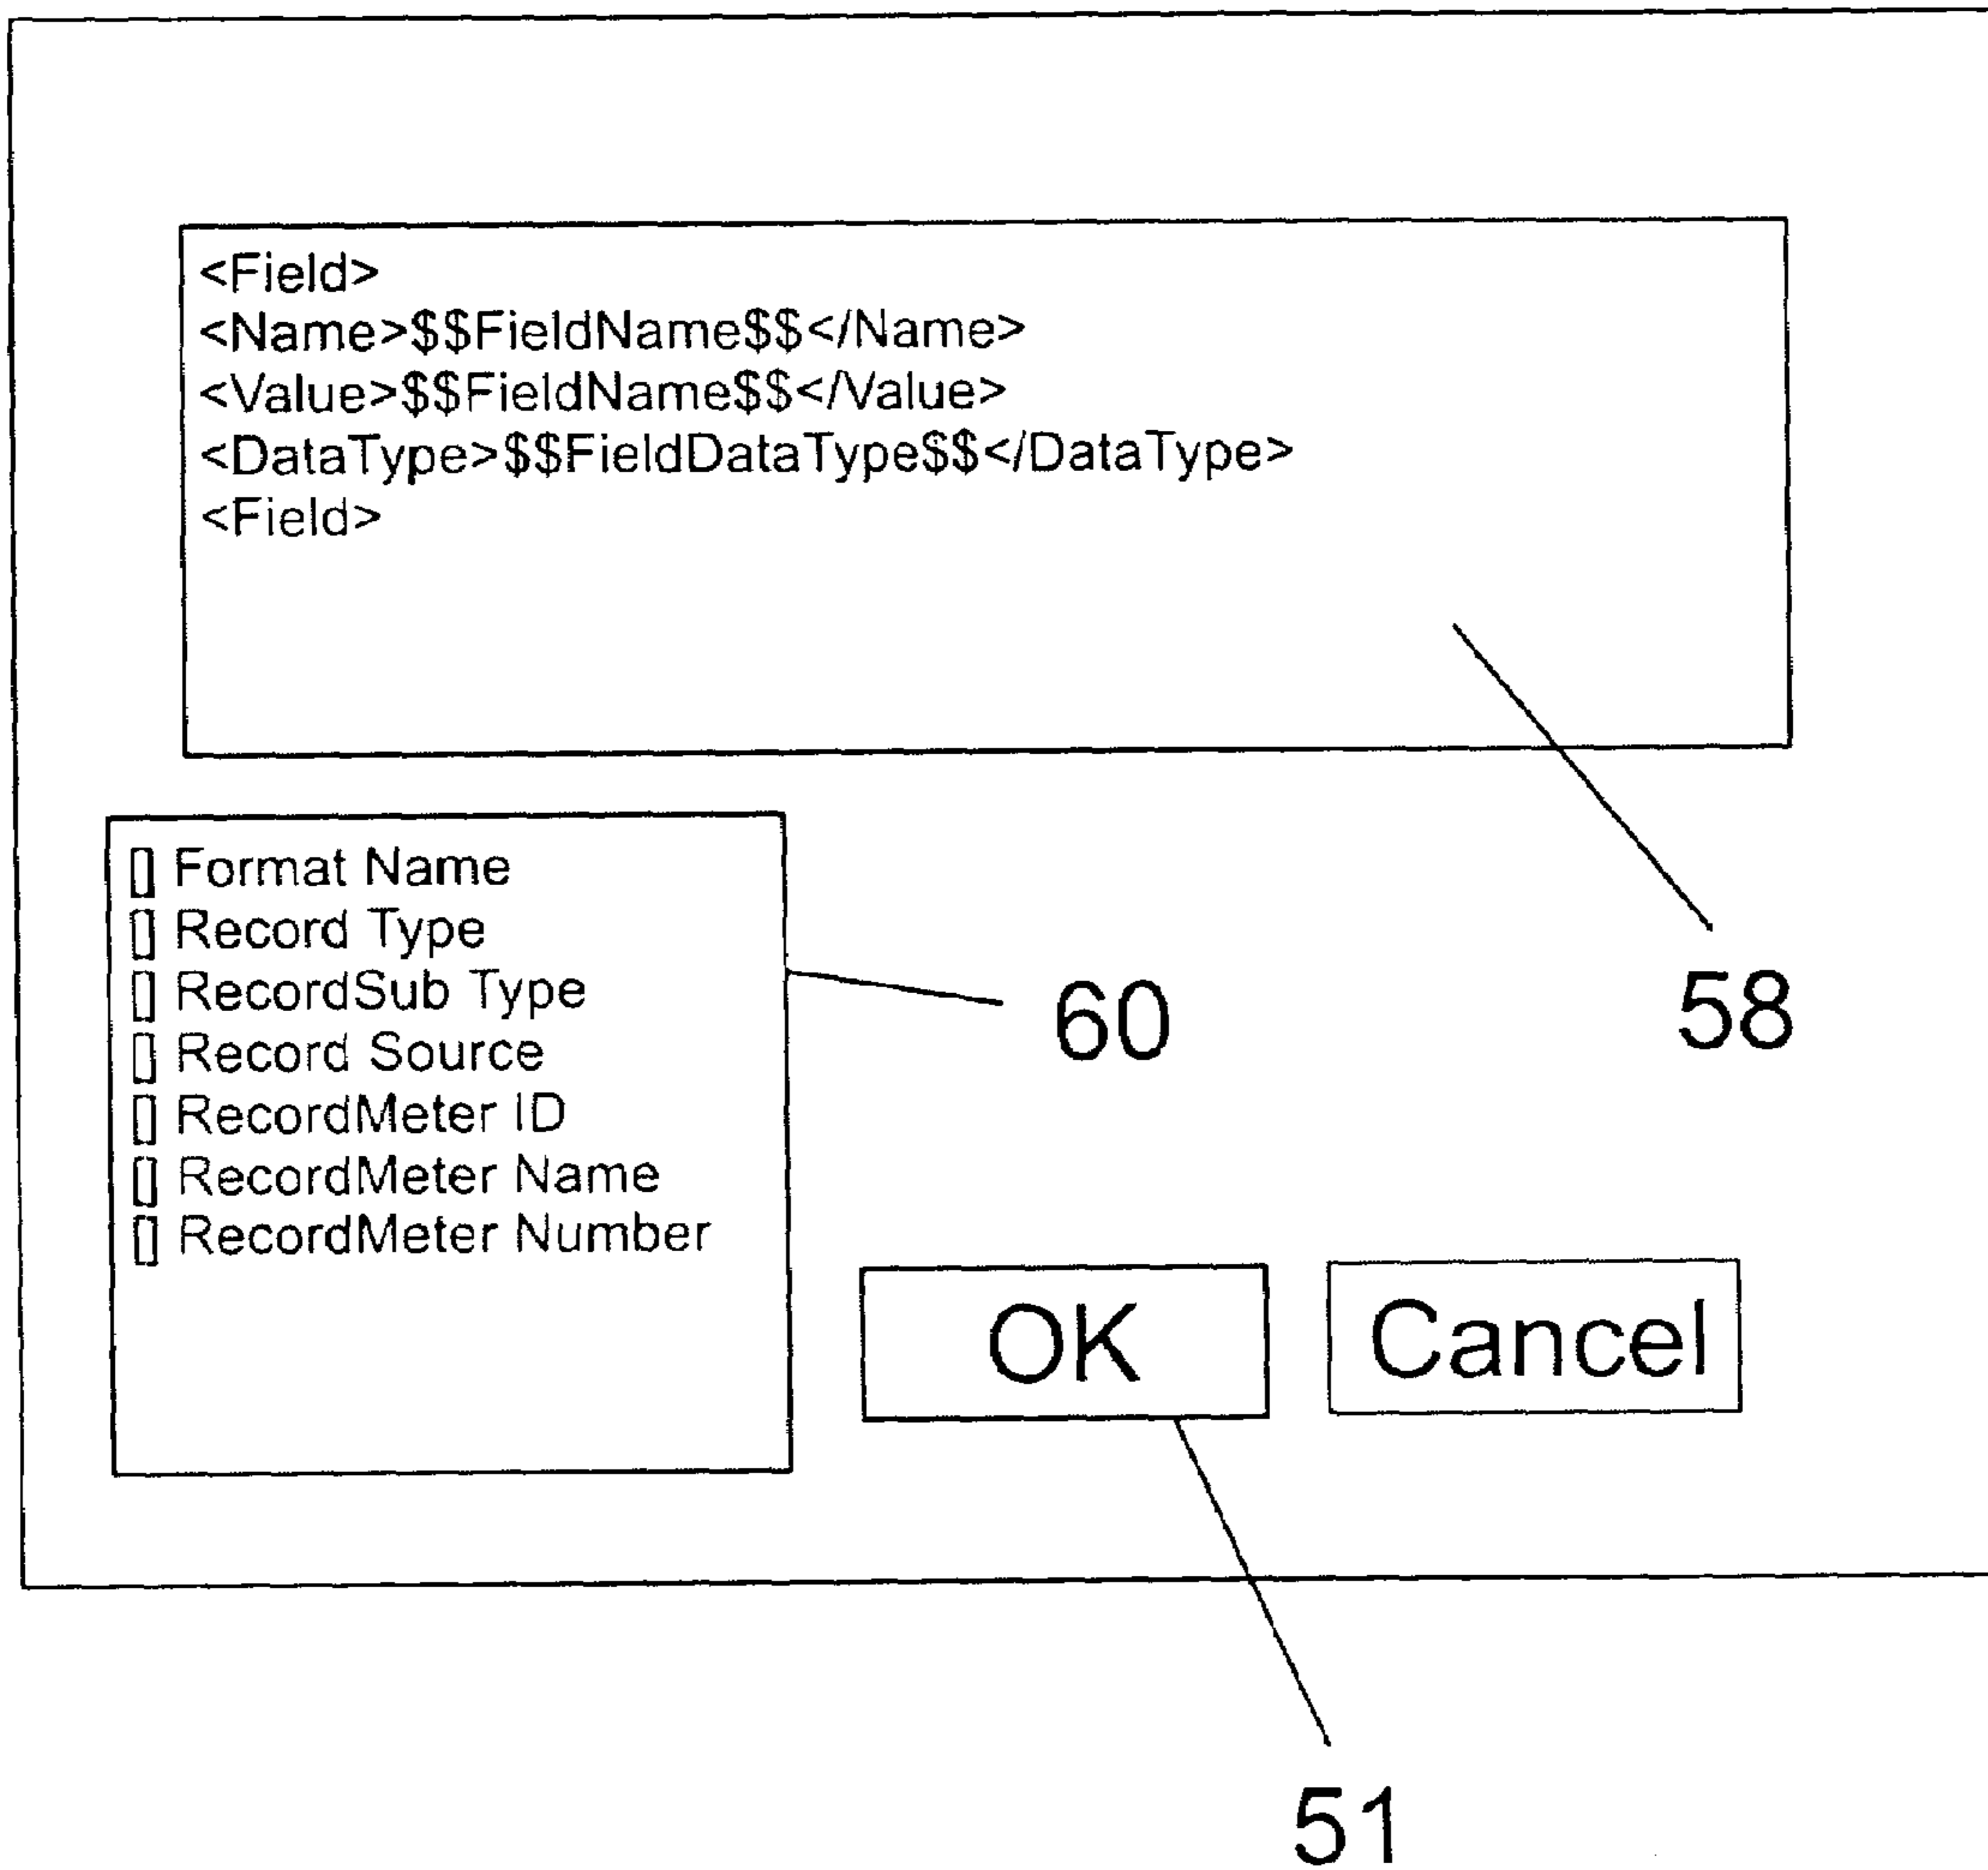 <Field>
<Name>$$FieldName$$</Name>
<Value>$$FieldName$$</Value>
<DataType>$$FieldDataType$$</DataType>
<Field>
Format Name
Record Type
RecordSub Type
Record Source
RecordMeter ID
RecordMeter Name
RecordMeter Number
60
58
OK
Cancel
51